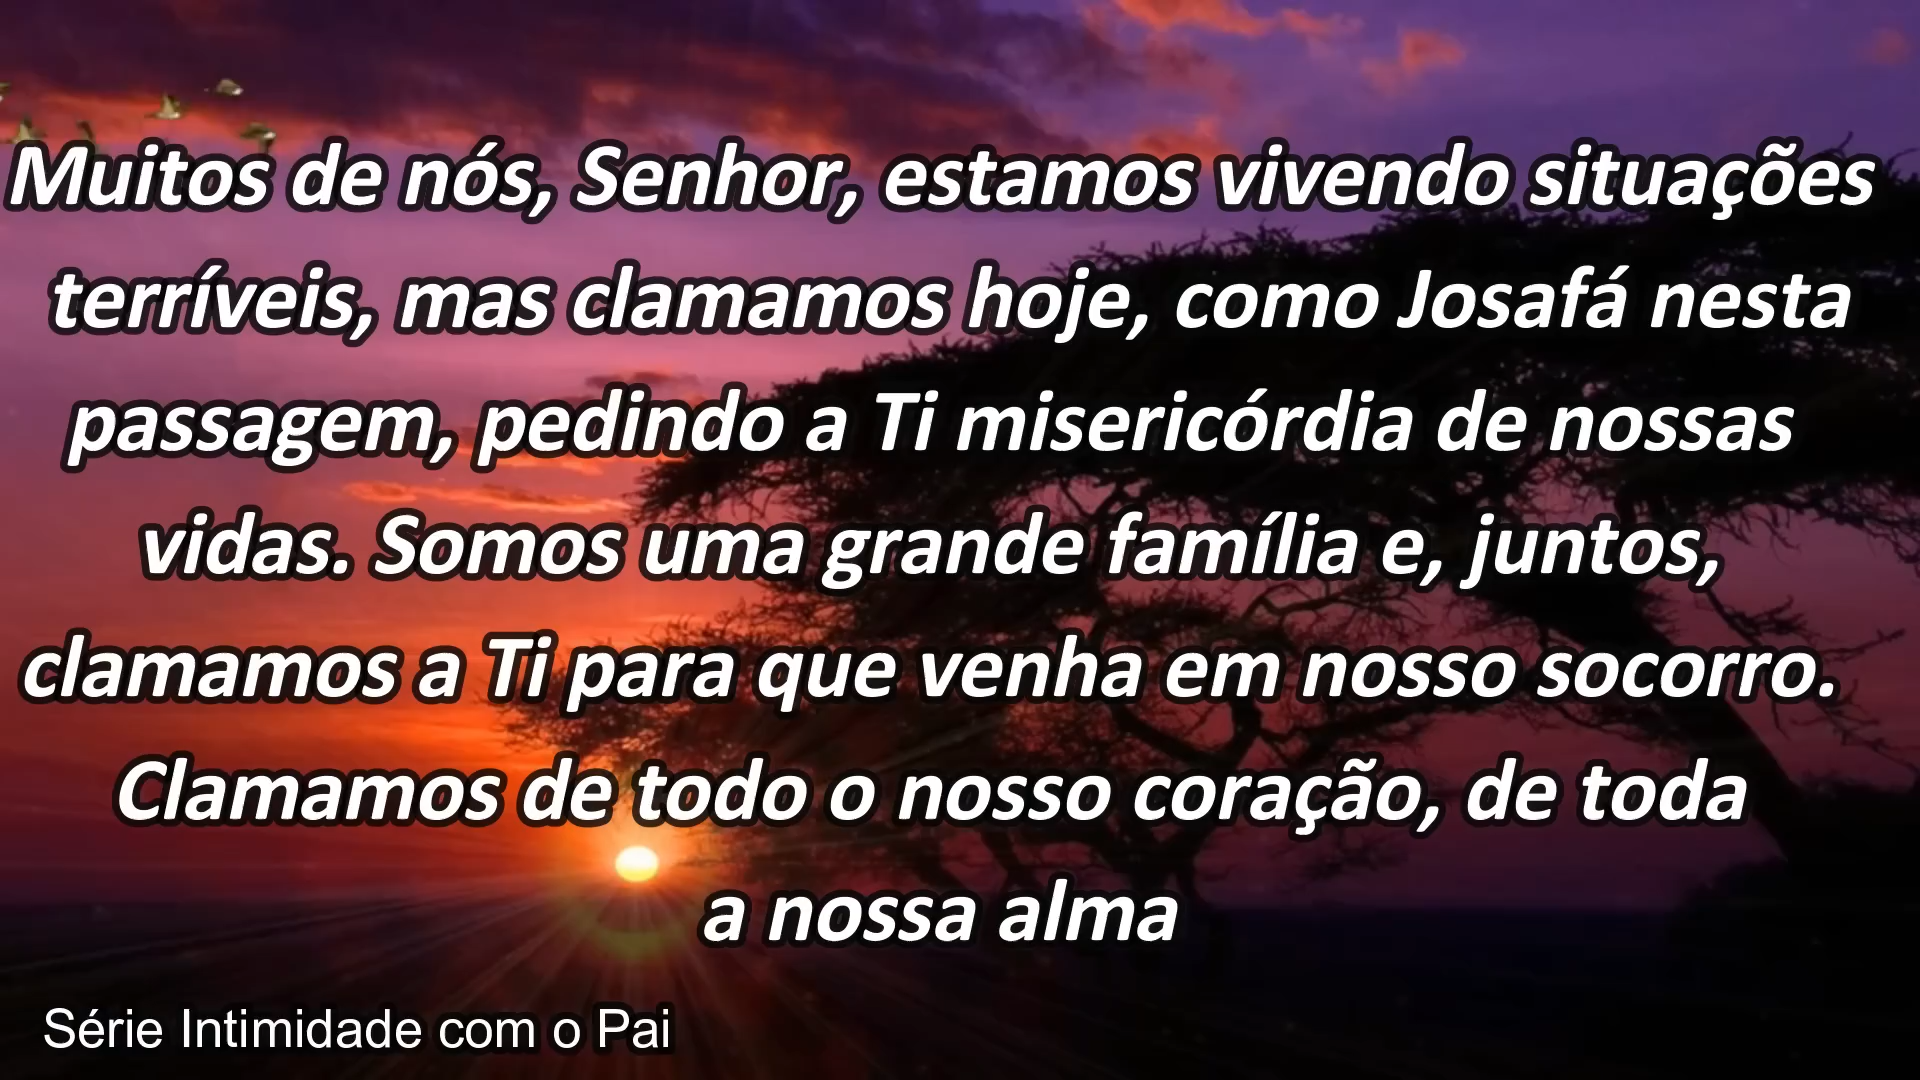 Muitos de nós, Senhor, estamos vivendo situações
terríveis, mas clamamos hoje, como Josafá nesta
passagem, pedindo a Ti misericórdia de nossas
vidas. Somos uma grande família e, juntos,
clamamos a Ti para que venha em nosso socorro.
Clamamos de todo o nosso coração, de toda
a nossa alma
Série Intimidade com o Pai